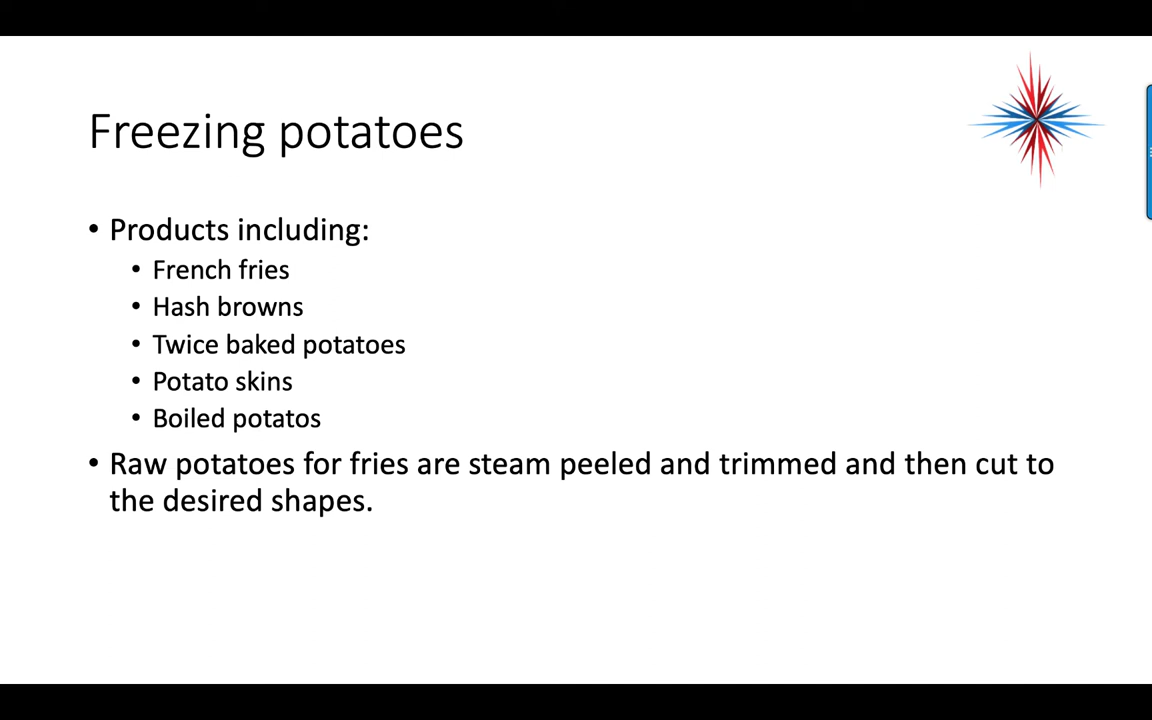 Freezing potatoes
• Products including:
• French fries
• Hash browns
• Twice baked potatoes
• Potato skins
• Boiled potatos
• Raw potatoes for fries are steam peeled and trimmed and then cut to
the desired shapes.